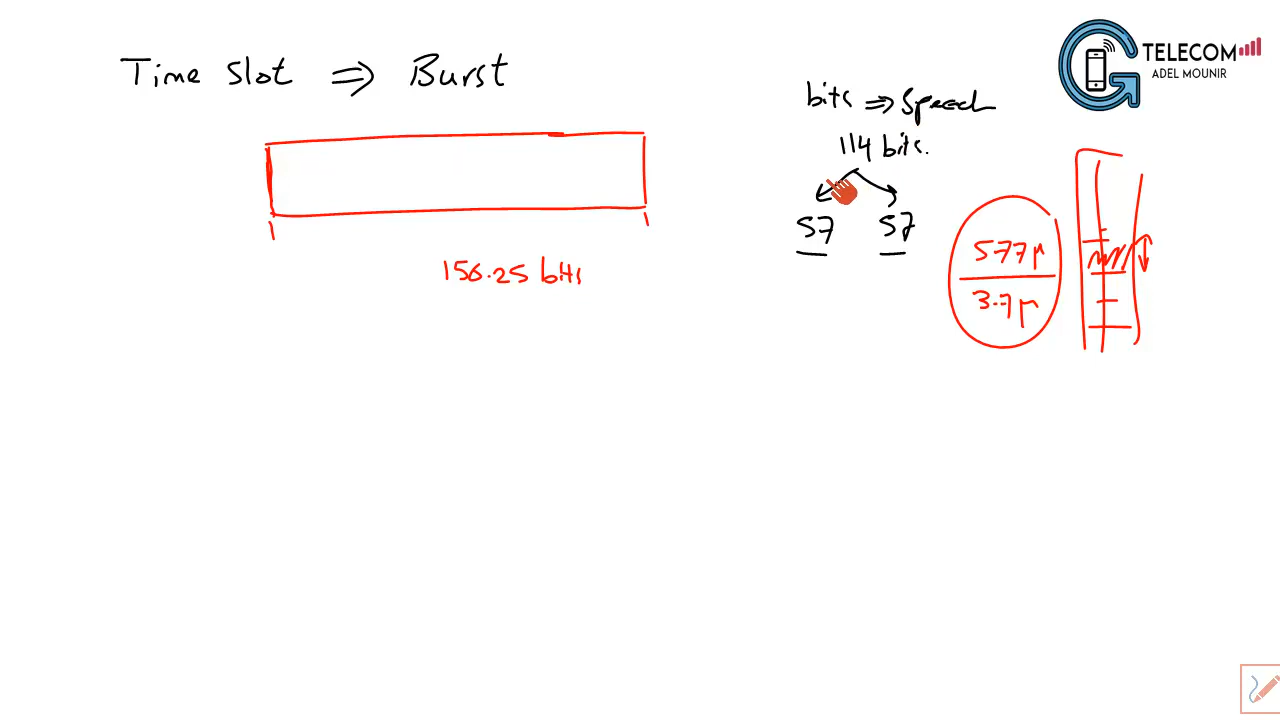 Time Slot ⇒ Burst
TELECOM
ADEL MOUNIR
bits ⇒ Speech
114 bits.
57 57
577μ
3.7μ
156.25 bits